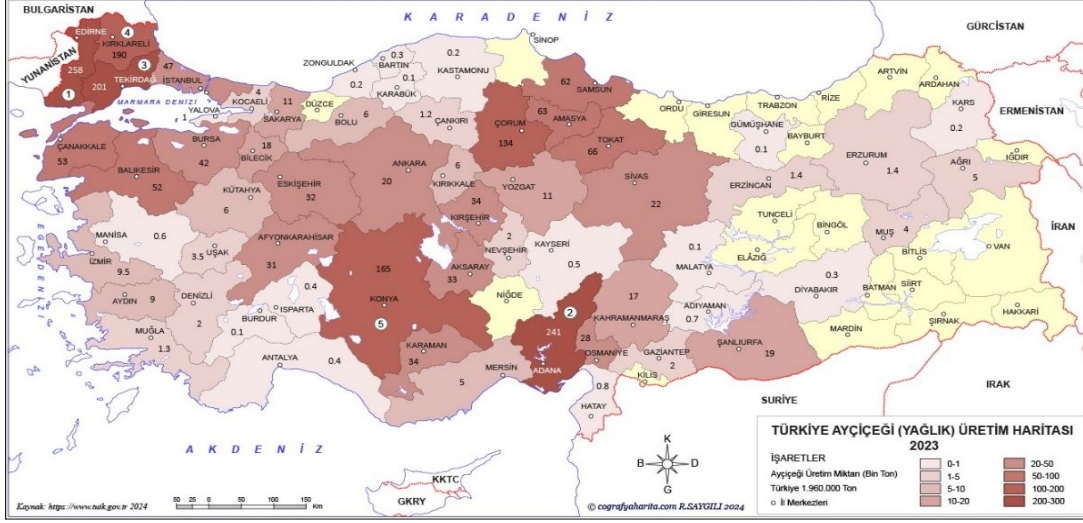 BULGARİSTAN
KARADENİZ
GÜRCİSTAN
YUNANİSTAN
EDİRNE
258
1
4
KIRKLARELİ
190
3
TEKİRDAĞ
201
47
İSTANBUL
MARMARA DENİZİ
YALOVA
1
4
KOCAELİ
11
SAKARYA
DÜZCE
ZONGULDAK
0.2
0.3
BARTIN
0.1
KARABÜK
0.2
KASTAMONU
SİNOP
6
BOLU
1.2
ÇANKIRI
62
SAMSUN
63
AMASYA
ÇORUM
134
TOKAT
66
ORDU
GİRESUN
TRABZON
RİZE
ARTVİN
ARDAHAN
KARS
0.2
ERMENİSTAN
GÜMÜŞHANE
0.1
BAYBURT
ERZURUM
1.4
IĞDIR
AĞRI
5
ERZİNCAN
1.4
ÇANAKKALE
53
BALIKESİR
52
BURSA
42
18
BİLECİK
ESKİŞEHİR
32
KÜTAHYA
6
ANKARA
20
6
KIRIKKALE
YOZGAT
11
SİVAS
22
34
KIRŞEHİR
2
NEVŞEHİR
KAYSERİ
0.5
TUNCELİ
BİNGÖL
ELAZIĞ
MUŞ
4
BİTLİS
VAN
İRAN
EGE DENİZİ
MANİSA
0.6
UŞAK
3.5
İZMİR
9.5
AFYONKARAHİSAR
31
AYDIN
9
DENİZLİ
2
MUĞLA
1.3
BURDUR
0.1
0.4
ISPARTA
ANTALYA
0.4
165
KONYA
5
AKSARAY
33
NİĞDE
KARAMAN
34
MERSİN
5
2
241
ADANA
28
OSMANİYE
17
KAHRAMANMARAŞ
0.1
MALATYA
ADIYAMAN
0.7
0.3
DİYABAKIR
BATMAN
SİİRT
ŞIRNAK
HAKKARİ
MARDİN
ŞANLIURFA
19
GAZİANTEP
2
KİLİS
0.8
HATAY
SURİYE
IRAK
AKDENİZ
KKTC
GKRY
K
B
D
G
TÜRKİYE AYÇİÇEĞİ (YAĞLIK) ÜRETİM HARİTASI
2023
İŞARETLER
Ayçiçeği Üretim Miktarı (Bin Ton)
Türkiye 1.960.000 Ton
İl Merkezleri
0-1
1-5
5-10
10-20
20-50
50-100
100-200
200-300
Kaynak: https://www.tuik.gov.tr 2024
50 25 0 50 100 150
Km
© cografyaharita.com R.SAYGILI 2024